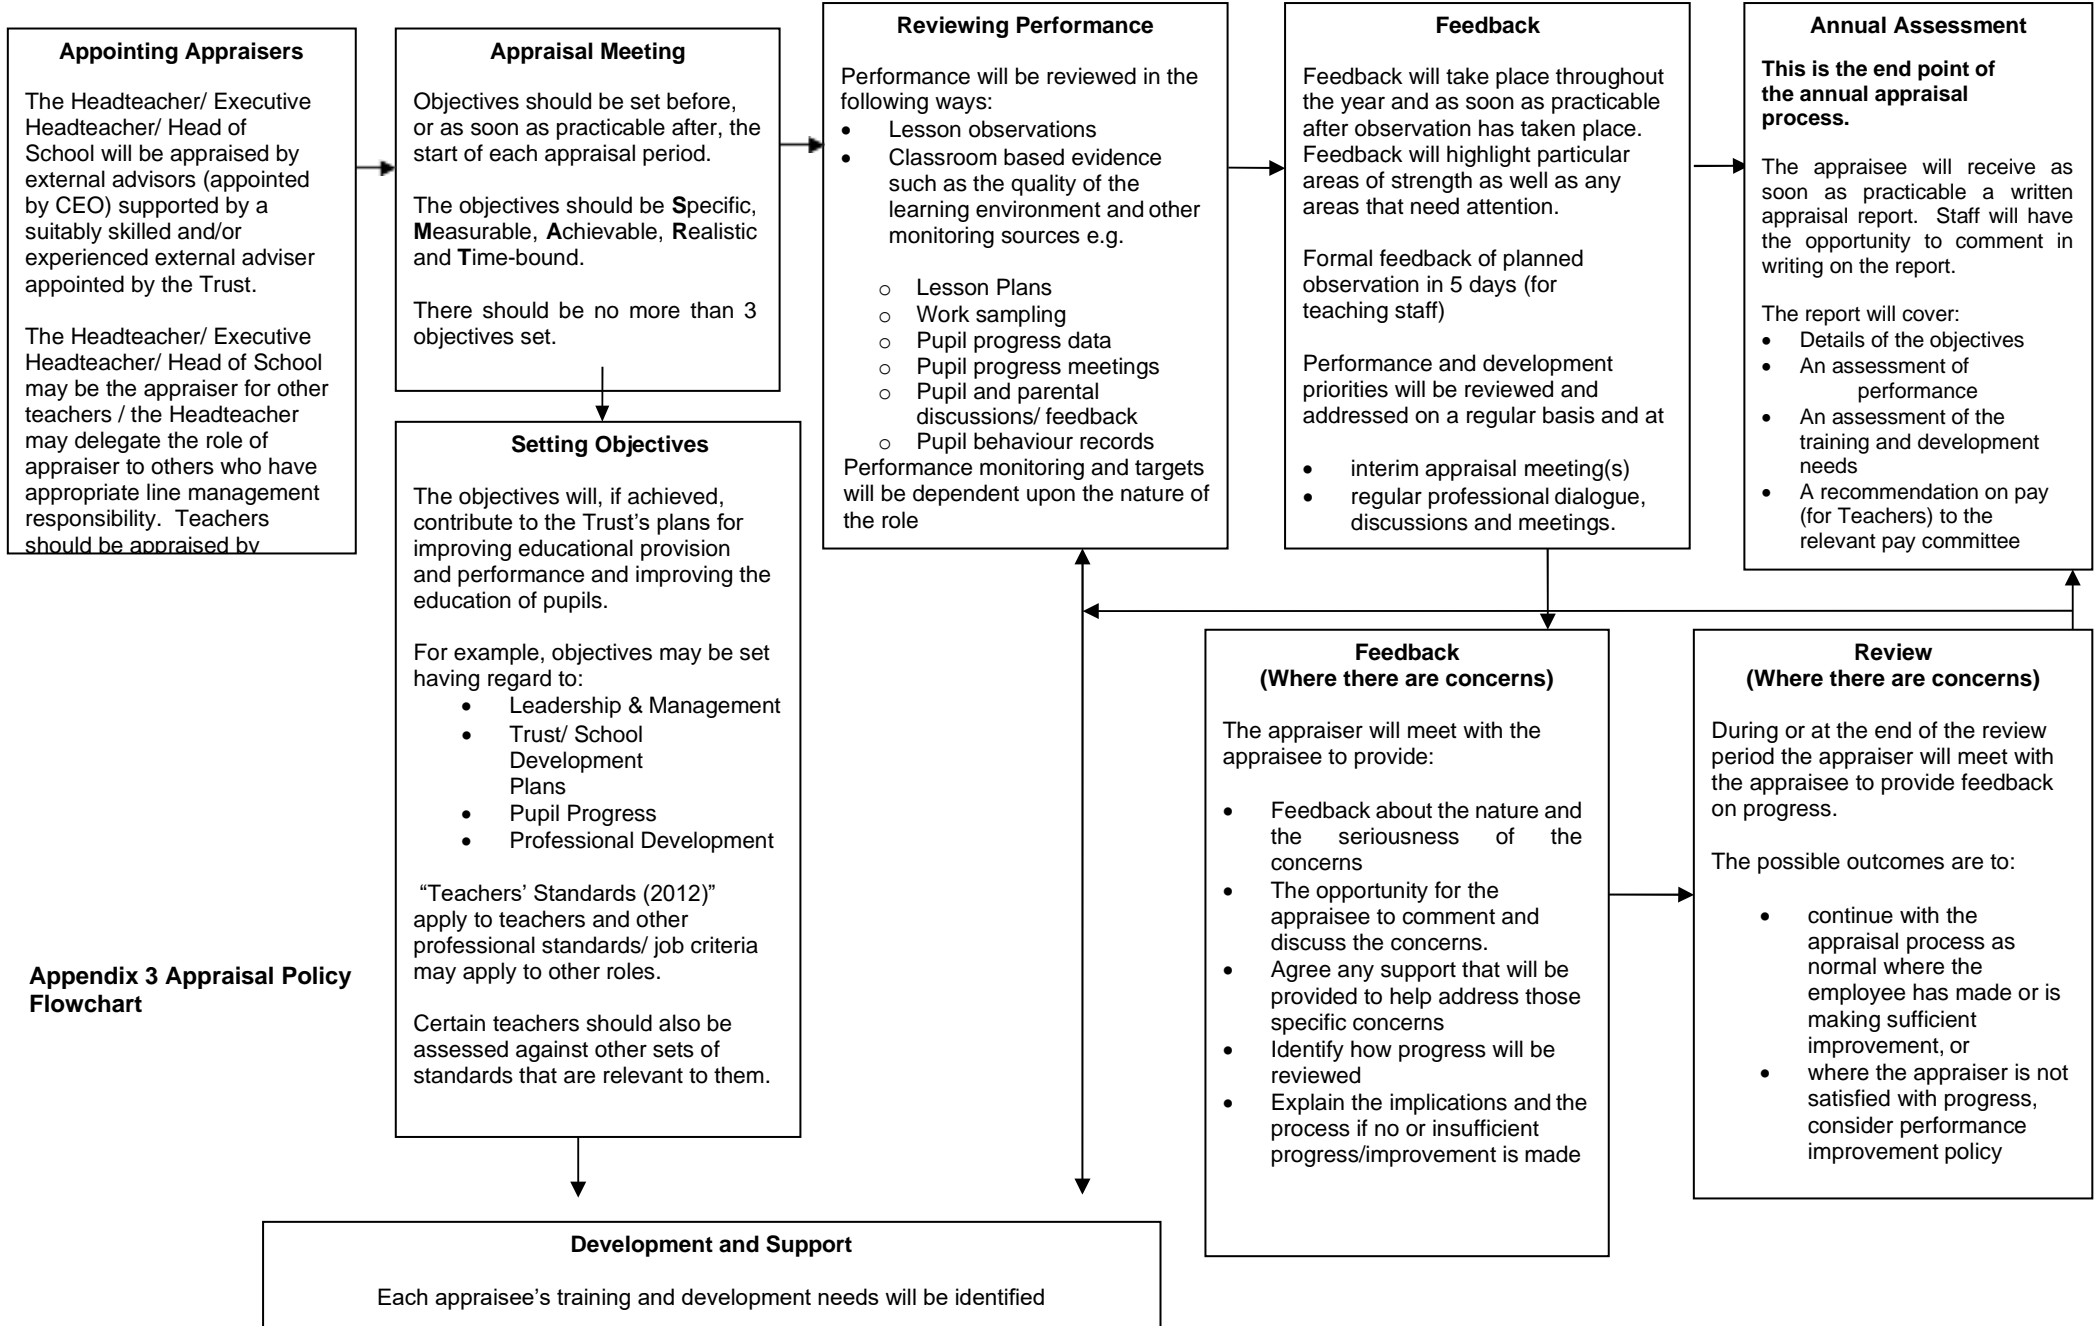 Appointing Appraisers
The Headteacher/ Executive
Headteacher/ Head of
School will be appraised by
external advisors (appointed
by CEO) supported by a
suitably skilled and/or
experienced external adviser
appointed by the Trust.
The Headteacher/ Executive
Headteacher/ Head of School
may be the appraiser for other
teachers / the Headteacher
may delegate the role of
appraiser to others who have
appropriate line management
responsibility. Teachers
should be appraised by
Appraisal Meeting
Objectives should be set before,
or as soon as practicable after, the
start of each appraisal period.
The objectives should be Specific,
Measurable, Achievable, Realistic
and Time-bound.
There should be no more than 3
objectives set.
Setting Objectives
The objectives will, if achieved,
contribute to the Trust’s plans for
improving educational provision
and performance and improving the
education of pupils.
For example, objectives may be set
having regard to:
• Leadership & Management
• Trust/ School
Development
Plans
• Pupil Progress
• Professional Development
“Teachers’ Standards (2012)”
apply to teachers and other
professional standards/ job criteria
may apply to other roles.
Certain teachers should also be
assessed against other sets of
standards that are relevant to them.
Reviewing Performance
Performance will be reviewed in the
following ways:
• Lesson observations
• Classroom based evidence
such as the quality of the
learning environment and other
monitoring sources e.g.
o Lesson Plans
o Work sampling
o Pupil progress data
o Pupil progress meetings
o Pupil and parental
discussions/ feedback
o Pupil behaviour records
Performance monitoring and targets
will be dependent upon the nature of
the role
Feedback
Feedback will take place throughout
the year and as soon as practicable
after observation has taken place.
Feedback will highlight particular
areas of strength as well as any
areas that need attention.
Formal feedback of planned
observation in 5 days (for
teaching staff)
Performance and development
priorities will be reviewed and
addressed on a regular basis and at
• interim appraisal meeting(s)
• regular professional dialogue,
discussions and meetings.
Annual Assessment
This is the end point of
the annual appraisal
process.
The appraisee will receive as
soon as practicable a written
appraisal report. Staff will have
the opportunity to comment in
writing on the report.
The report will cover:
• Details of the objectives
• An assessment of
performance
• An assessment of the
training and development
needs
• A recommendation on pay
(for Teachers) to the
relevant pay committee
Feedback
(Where there are concerns)
The appraiser will meet with the
appraisee to provide:
• Feedback about the nature and
the seriousness of the
concerns
• The opportunity for the
appraisee to comment and
discuss the concerns.
• Agree any support that will be
provided to help address those
specific concerns
• Identify how progress will be
reviewed
• Explain the implications and the
process if no or insufficient
progress/improvement is made
Review
(Where there are concerns)
During or at the end of the review
period the appraiser will meet with
the appraisee to provide feedback
on progress.
The possible outcomes are to:
• continue with the
appraisal process as
normal where the
employee has made or is
making sufficient
improvement, or
• where the appraiser is not
satisfied with progress,
consider performance
improvement policy
Appendix 3 Appraisal Policy
Flowchart
Development and Support
Each appraisee’s training and development needs will be identified